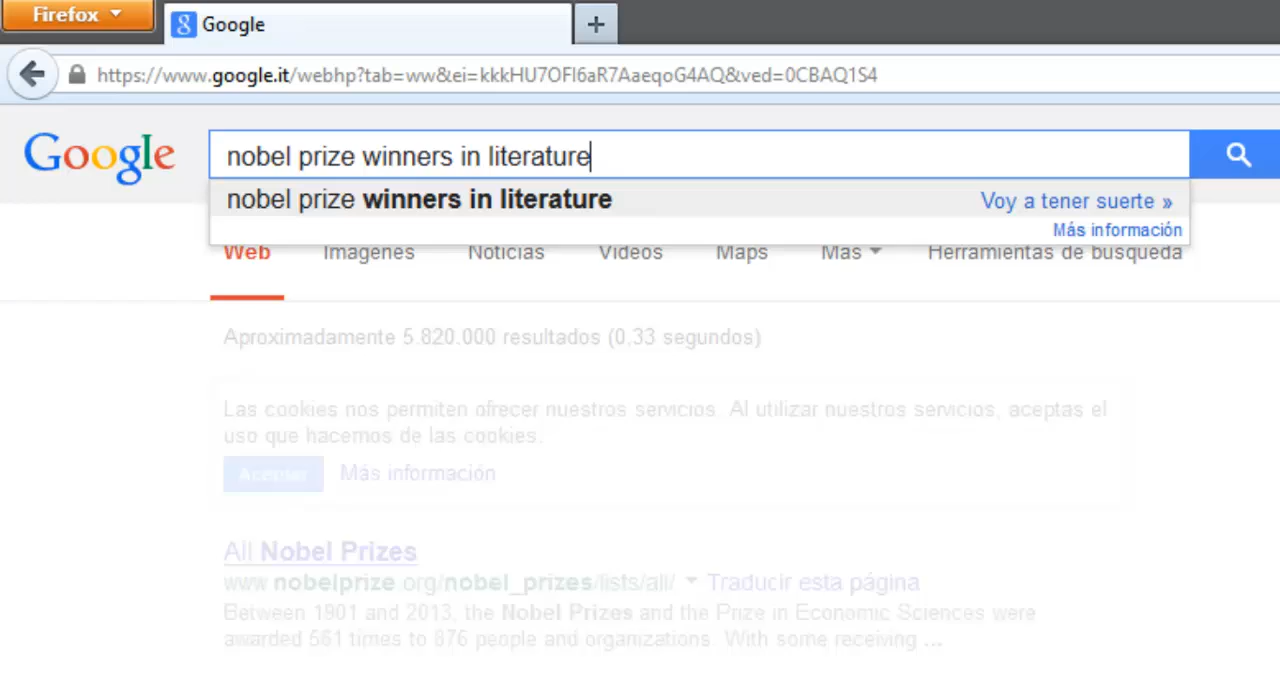 Firefox
Google
https://www.google.it/webhp?tab=ww&ei=kkkHU7OFI6aR7AaeqoG4AQ&ved=0CBAQ1S4
Google
nobel prize winners in literature
nobel prize winners in literature Voy a tener suerte »
Más información
Web Imágenes Noticias Vídeos Maps Más Herramientas de búsqueda
Aproximadamente 5.820.000 resultados (0,33 segundos)
Las cookies nos permiten ofrecer nuestros servicios. Al utilizar nuestros servicios, aceptas el
uso que hacemos de las cookies.
Aceptar Más información
All Nobel Prizes
www.nobelprize.org/nobel_prizes/lists/all/ Traducir esta página
Between 1901 and 2013, the Nobel Prizes and the Prize in Economic Sciences were
awarded 561 times to 876 people and organizations. With some receiving ...